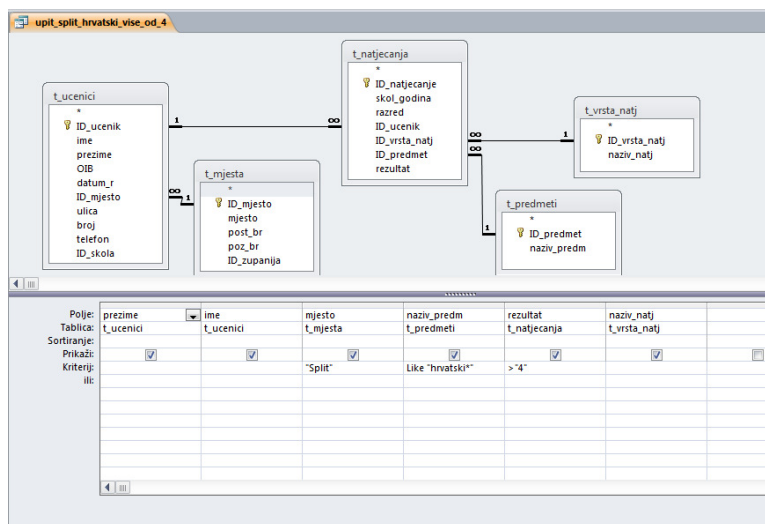 upit_split_hrvatski_vise_od_4
t_ucenici
*
ID_ucenik
ime
prezime
OIB
datum_r
ID_mjesto
ulica
broj
telefon
ID_skola
1
∞
∞
1
t_mjesta
*
ID_mjesto
mjesto
post_br
poz_br
ID_zupanija
t_natjecanja
*
ID_natjecanje
skol_godina
razred
ID_ucenik
ID_vrsta_natj
ID_predmet
rezultat
∞
1
∞
1
t_vrsta_natj
*
ID_vrsta_natj
naziv_natj
t_predmeti
*
ID_predmet
naziv_predm
Polje: prezime ime mjesto naziv_predm rezultat naziv_natj
Tablica: t_ucenici t_ucenici t_mjesta t_predmeti t_natjecanja t_vrsta_natj
Sortiranje:
Prikaži:
Kriterij: "Split" Like "hrvatski*" >"4"
ili: